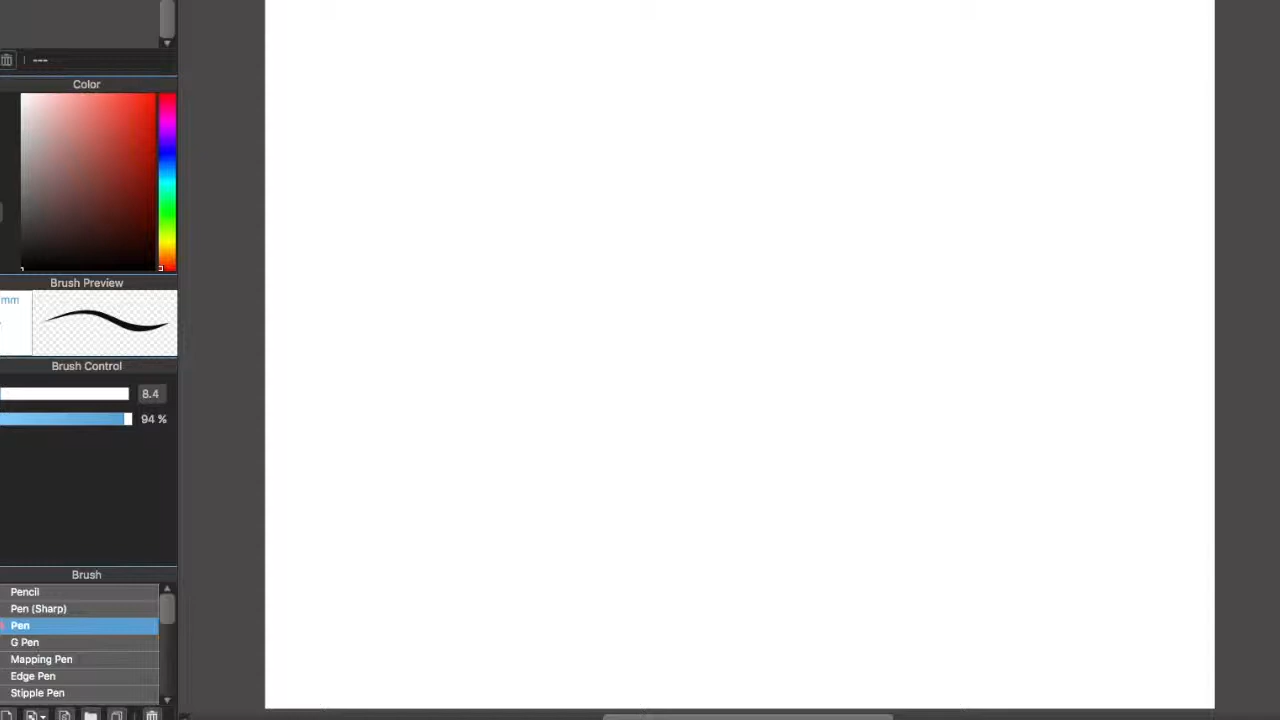 ---
Color
Brush Preview
mm
Brush Control
8.4
94 %
Brush
Pencil
Pen (Sharp)
Pen
G Pen
Mapping Pen
Edge Pen
Stipple Pen